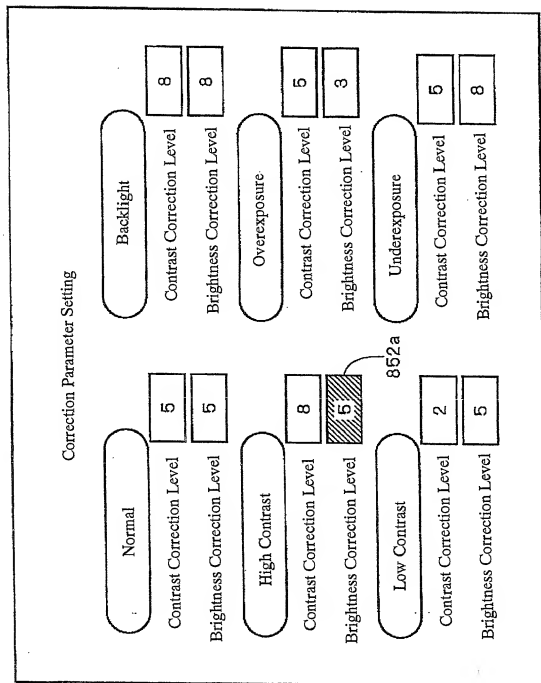 Correction Parameter Setting
Normal
Contrast Correction Level 5
Brightness Correction Level 5
High Contrast
Contrast Correction Level 8
Brightness Correction Level 5
852a
Low Contrast
Contrast Correction Level 2
Brightness Correction Level 5
Backlight
Contrast Correction Level 8
Brightness Correction Level 8
Overexposure
Contrast Correction Level 5
Brightness Correction Level 3
Underexposure
Contrast Correction Level 5
Brightness Correction Level 8